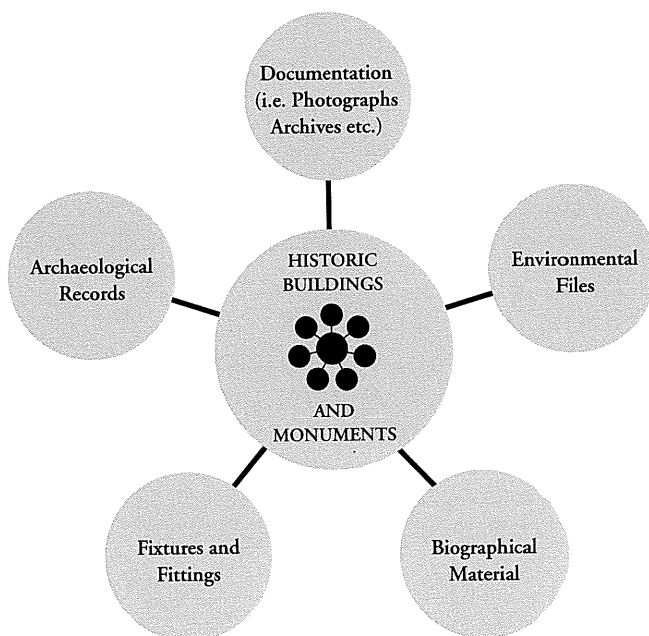 Documentation
(i.e. Photographs
Archives etc.)
Archaeological
Records
HISTORIC
BUILDINGS
AND
MONUMENTS
Environmental
Files
Fixtures and
Fittings
Biographical
Material